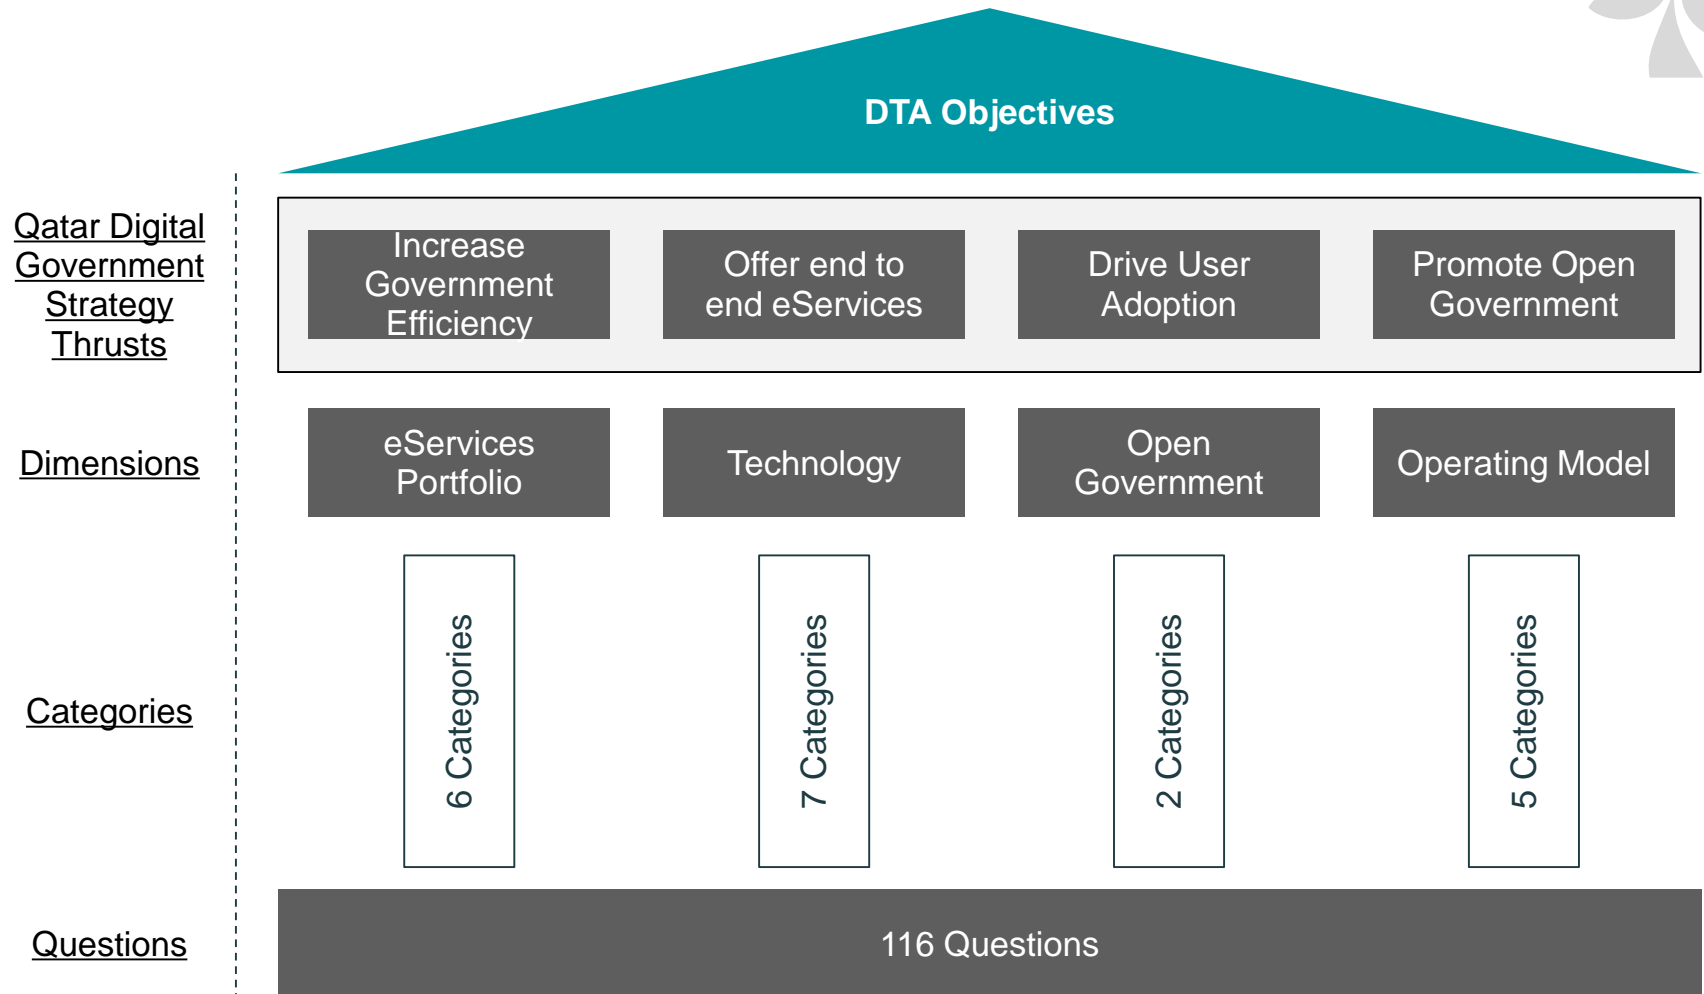 DTA Objectives
Qatar Digital
Government
Strategy
Thrusts
Increase
Government
Efficiency
Offer end to
end eServices
Drive User
Adoption
Promote Open
Government
Dimensions
eServices
Portfolio
Technology
Open
Government
Operating Model
Categories
6 Categories
7 Categories
2 Categories
5 Categories
Questions
116 Questions